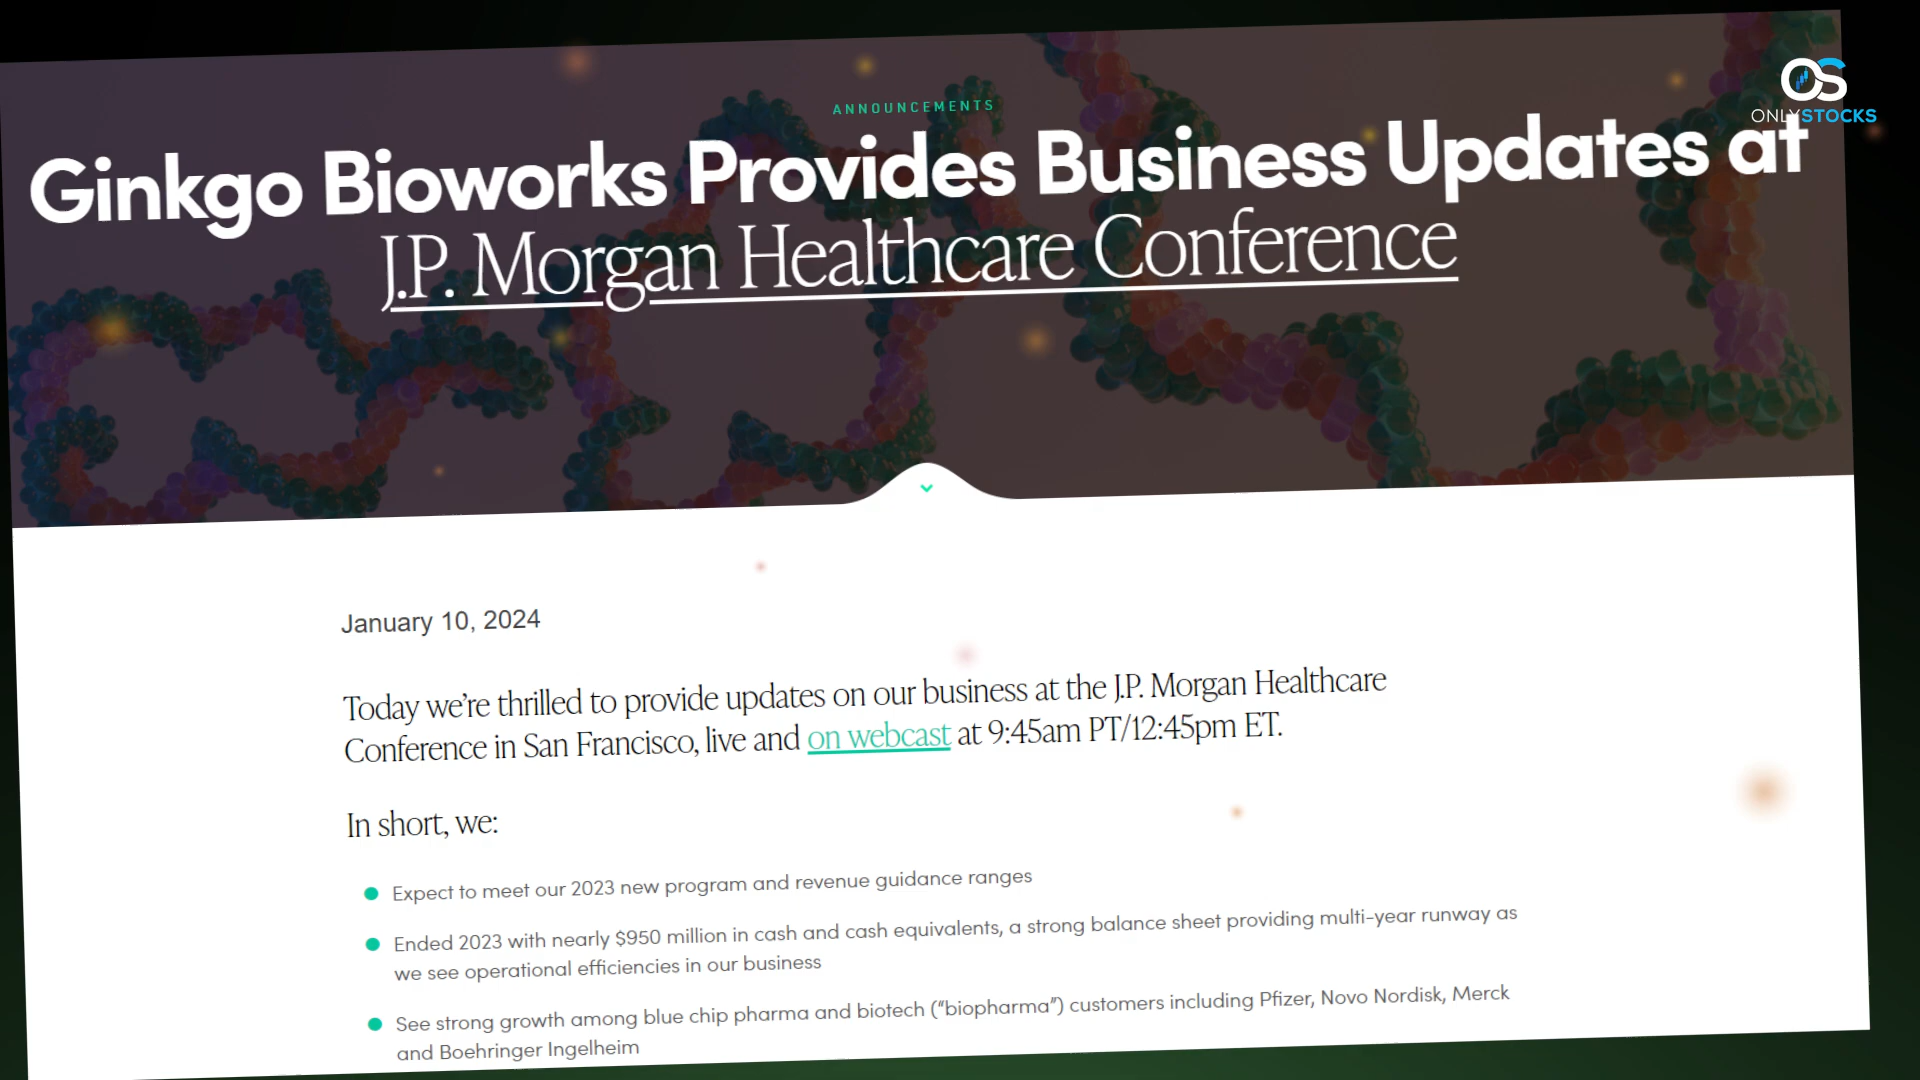 OS
ONLYSTOCKS
ANNOUNCEMENTS
Ginkgo Bioworks Provides Business Updates at
J.P. Morgan Healthcare Conference
January 10, 2024
Today we’re thrilled to provide updates on our business at the J.P. Morgan Healthcare
Conference in San Francisco, live and on webcast at 9:45am PT/12:45pm ET.
In short, we:
Expect to meet our 2023 new program and revenue guidance ranges
Ended 2023 with nearly $950 million in cash and cash equivalents, a strong balance sheet providing multi-year runway as
we see operational efficiencies in our business
See strong growth among blue chip pharma and biotech (“biopharma”) customers including Pfizer, Novo Nordisk, Merck
and Boehringer Ingelheim